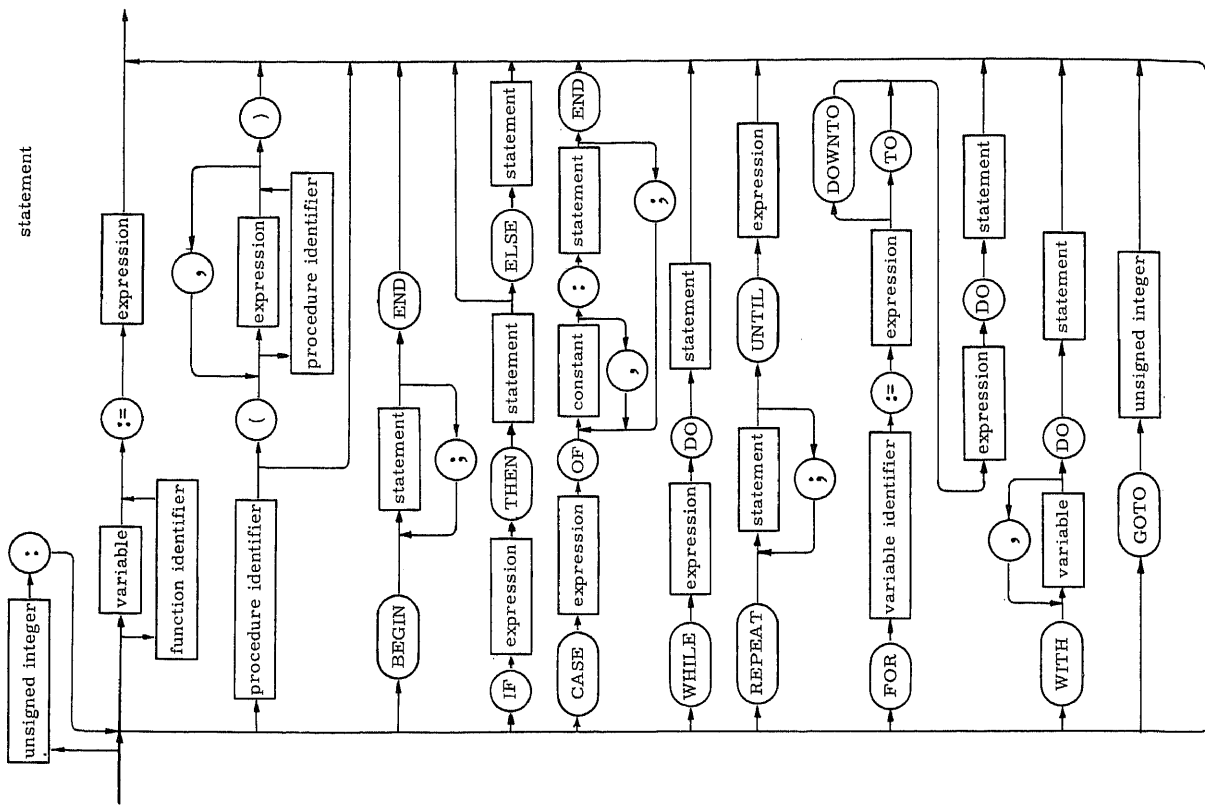 statement
unsigned integer :
variable := expression
function identifier
procedure identifier ( expression )
,
procedure identifier
BEGIN statement END
;
IF expression THEN statement ELSE statement
CASE expression OF constant : statement END
,
;
WHILE expression DO statement
REPEAT statement UNTIL expression
;
FOR variable identifier := expression TO
DOWNTO
expression DO statement
WITH variable DO statement
,
GOTO unsigned integer